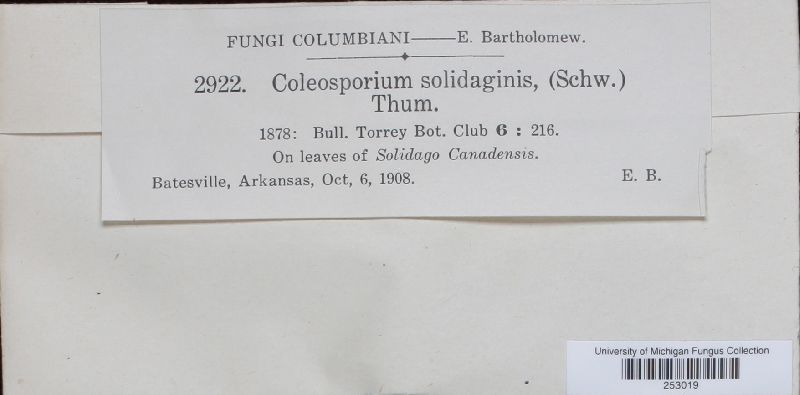 FUNGI COLUMBIANI——E. Bartholomew.
2922. Coleosporium solidaginis, (Schw.)
Thum.
1878: Bull. Torrey Bot. Club 6 : 216.
On leaves of Solidago Canadensis.
Batesville, Arkansas, Oct, 6, 1908. E. B.
University of Michigan Fungus Collection
253019